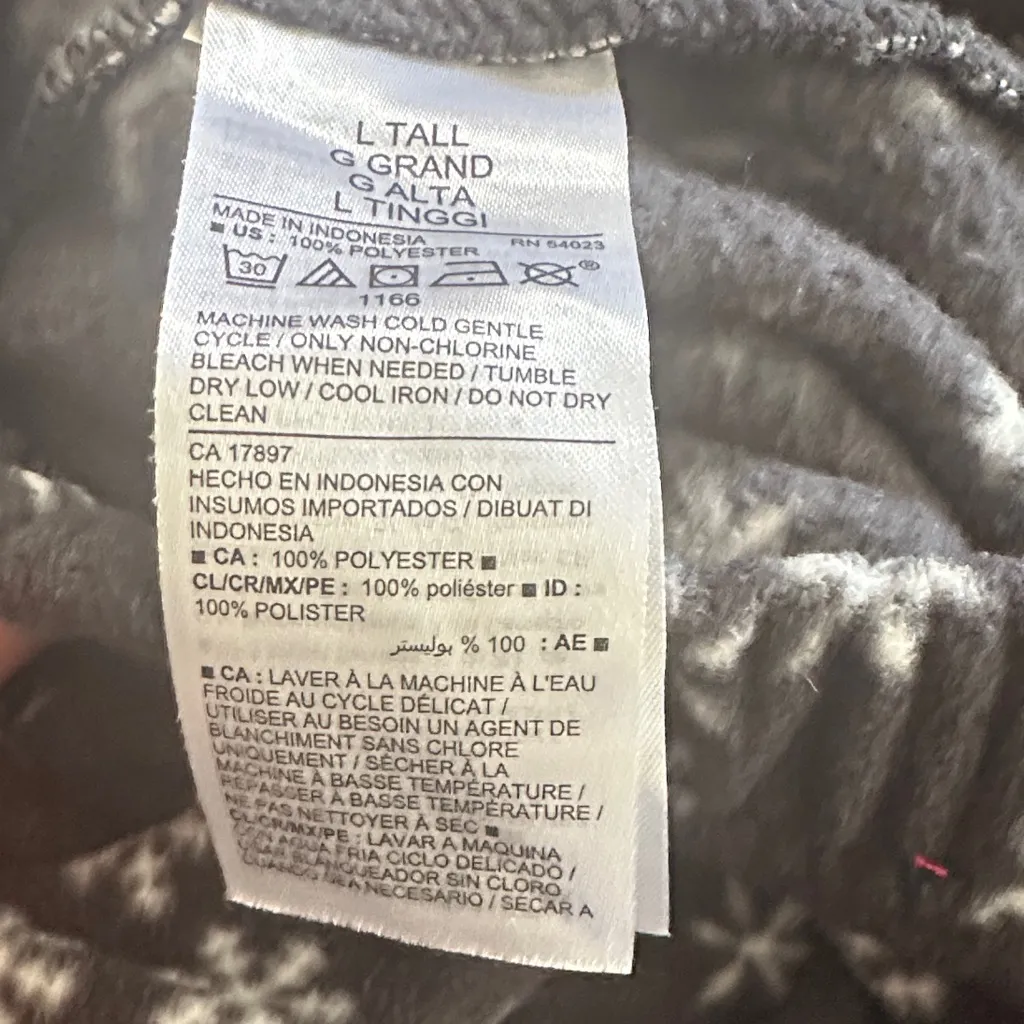 L TALL
G GRAND
G ALTA
L TINGGI
MADE IN INDONESIA RN 54023
■ US : 100% POLYESTER
30
®
1166
MACHINE WASH COLD GENTLE
CYCLE / ONLY NON-CHLORINE
BLEACH WHEN NEEDED / TUMBLE
DRY LOW / COOL IRON / DO NOT DRY
CLEAN
CA 17897
HECHO EN INDONESIA CON
INSUMOS IMPORTADOS / DIBUAT DI
INDONESIA
■ CA : 100% POLYESTER ■
CL/CR/MX/PE : 100% poliéster ■ ID :
100% POLISTER
■ AE : 100 % بوليستر
■ CA : LAVER À LA MACHINE À L'EAU
FROIDE AU CYCLE DÉLICAT /
UTILISER AU BESOIN UN AGENT DE
BLANCHIMENT SANS CHLORE
UNIQUEMENT / SÉCHER À LA
MACHINE À BASSE TEMPÉRATURE /
REPASSER À BASSE TEMPÉRATURE /
NE PAS NETTOYER À SEC ■
CL/CR/MX/PE : LAVAR A MAQUINA
CON AGUA FRIA CICLO DELICADO /
USAR BLANQUEADOR SIN CLORO
CUANDO SEA NECESARIO / SECAR A